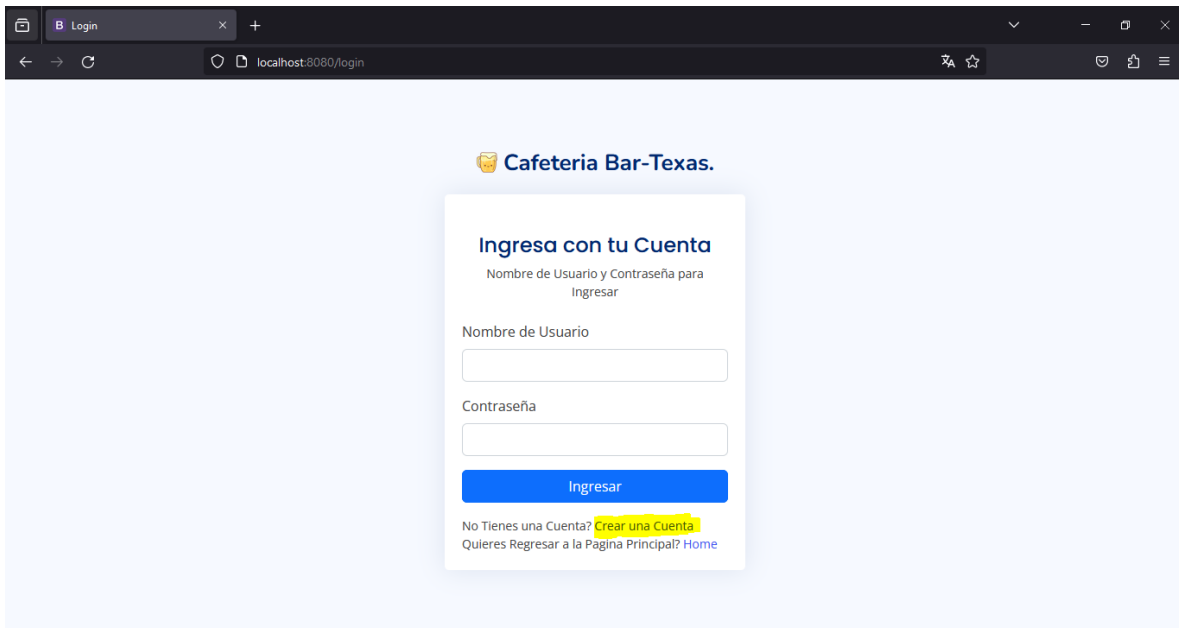 B Login
localhost:8080/login
Cafeteria Bar-Texas.
Ingresa con tu Cuenta
Nombre de Usuario y Contraseña para
Ingresar
Nombre de Usuario
Contraseña
Ingresar
No Tienes una Cuenta? Crear una Cuenta
Quieres Regresar a la Pagina Principal? Home